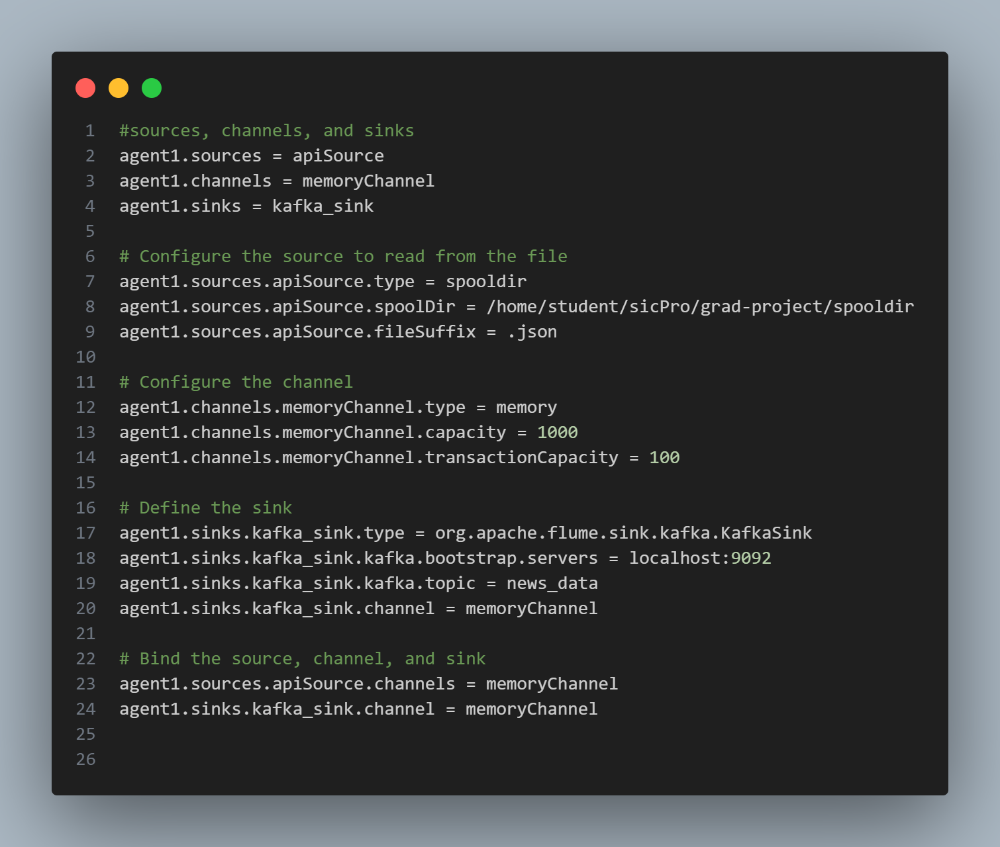 1 #sources, channels, and sinks
2 agent1.sources = apiSource
3 agent1.channels = memoryChannel
4 agent1.sinks = kafka_sink
5
6 # Configure the source to read from the file
7 agent1.sources.apiSource.type = spooldir
8 agent1.sources.apiSource.spoolDir = /home/student/sicPro/grad-project/spooldir
9 agent1.sources.apiSource.fileSuffix = .json
10
11 # Configure the channel
12 agent1.channels.memoryChannel.type = memory
13 agent1.channels.memoryChannel.capacity = 1000
14 agent1.channels.memoryChannel.transactionCapacity = 100
15
16 # Define the sink
17 agent1.sinks.kafka_sink.type = org.apache.flume.sink.kafka.KafkaSink
18 agent1.sinks.kafka_sink.kafka.bootstrap.servers = localhost:9092
19 agent1.sinks.kafka_sink.kafka.topic = news_data
20 agent1.sinks.kafka_sink.channel = memoryChannel
21
22 # Bind the source, channel, and sink
23 agent1.sources.apiSource.channels = memoryChannel
24 agent1.sinks.kafka_sink.channel = memoryChannel
25
26